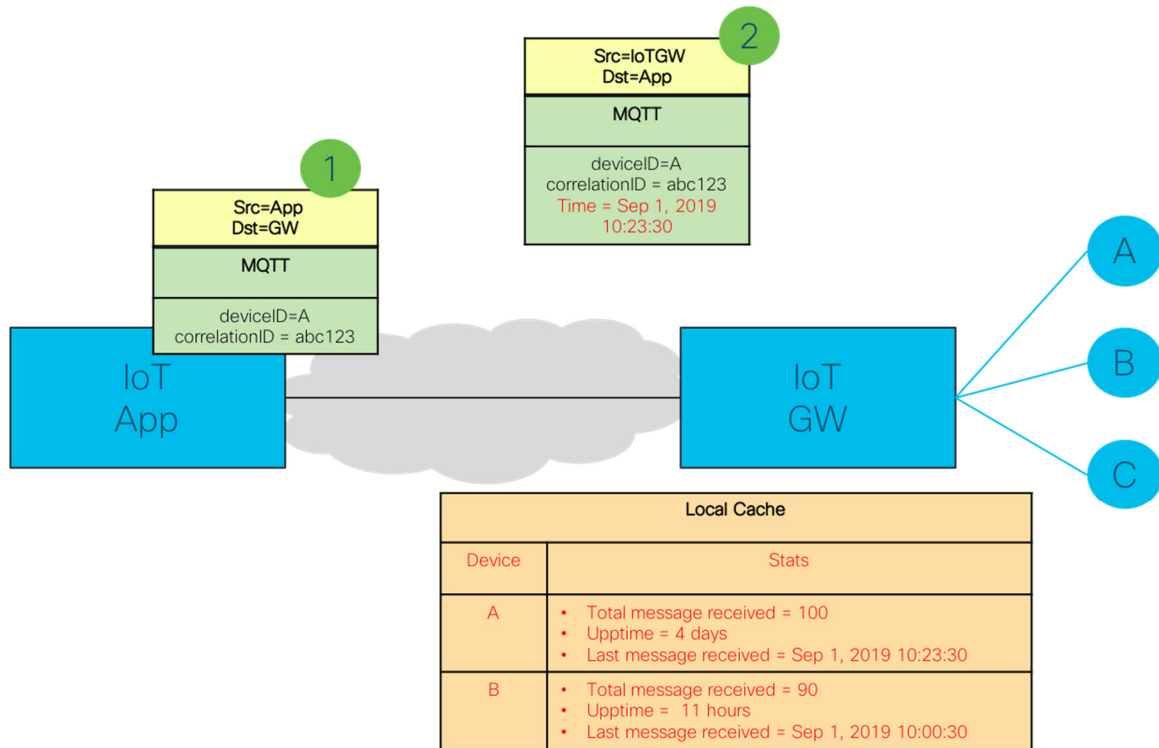 2
Src=IoTGW
Dst=App
MQTT
deviceID=A
correlationID = abc123
Time = Sep 1, 2019
10:23:30
1
Src=App
Dst=GW
MQTT
deviceID=A
correlationID = abc123
IoT
App
IoT
GW
A
B
C
Local Cache
Device
Stats
A
• Total message received = 100
• Upptime = 4 days
• Last message received = Sep 1, 2019 10:23:30
B
• Total message received = 90
• Upptime = 11 hours
• Last message received = Sep 1, 2019 10:00:30